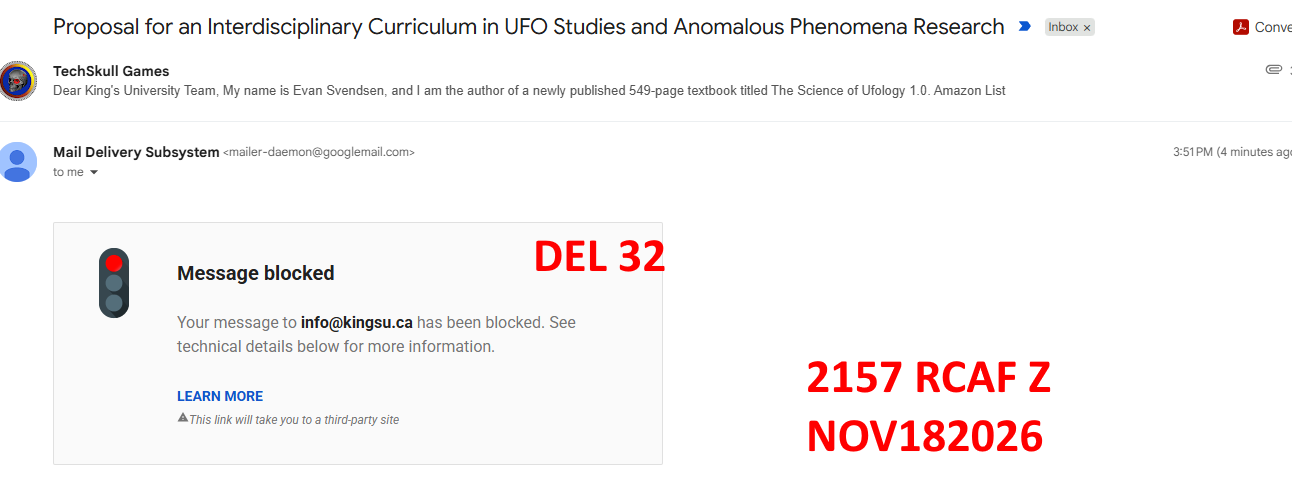 Proposal for an Interdisciplinary Curriculum in UFO Studies and Anomalous Phenomena Research Inbox ×
Conve
TechSkull Games
Dear King's University Team, My name is Evan Svendsen, and I am the author of a newly published 549-page textbook titled The Science of Ufology 1.0. Amazon List
Mail Delivery Subsystem <mailer-daemon@googlemail.com>
3:51 PM (4 minutes ago
to me
DEL 32
Message blocked
Your message to info@kingsu.ca has been blocked. See
technical details below for more information.
LEARN MORE
This link will take you to a third-party site
2157 RCAF Z
NOV182026